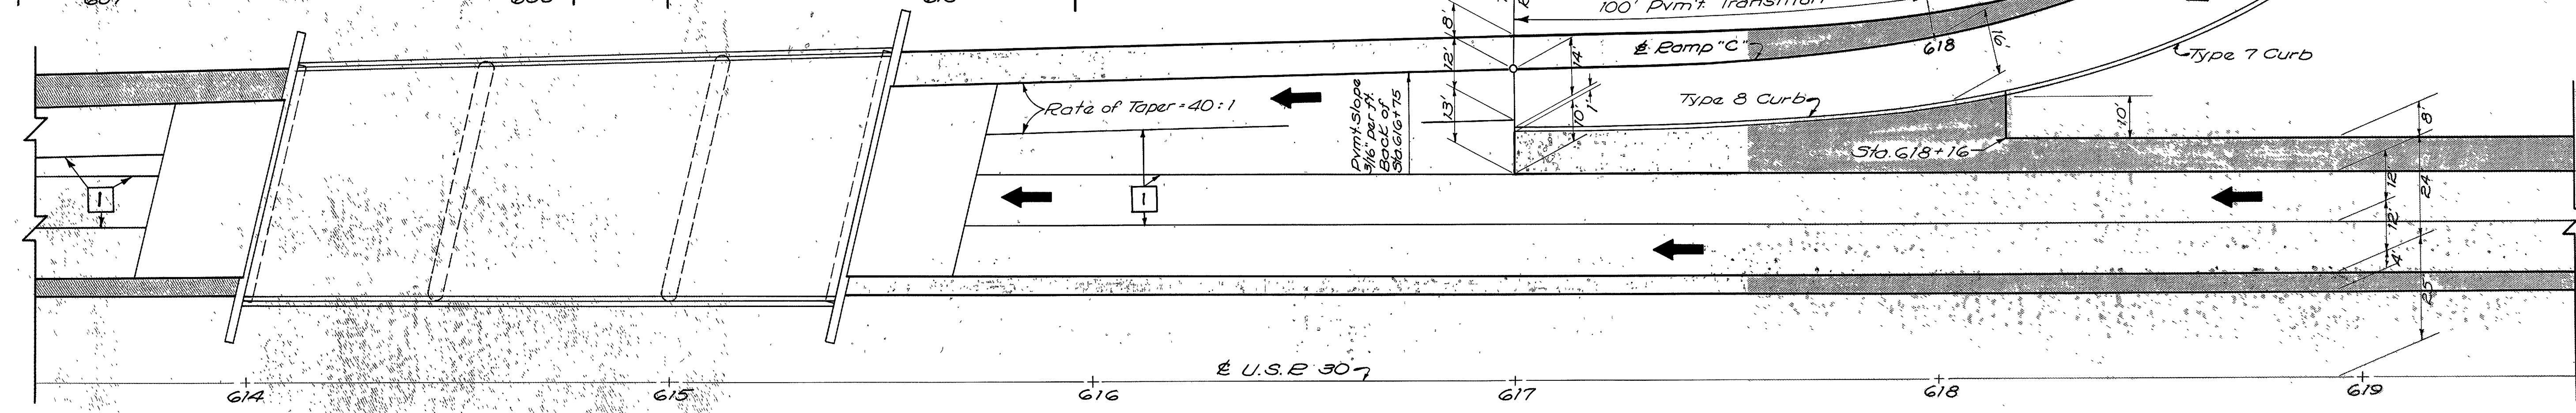 100' Pvm't. Transition
8'
12'
13'
14'
1'
10'
℄ Ramp "C"
618
16'
Type 7 Curb
Rate of Taper = 40:1
Pvm't. Slope
3/16" per ft.
Back of
Sta. 616+75
Type 8 Curb
10'
8'
Sta. 618+16
1
1
12'
24'
12'
4'
25'
℄ U.S.R. 30
614
615
616
617
618
619